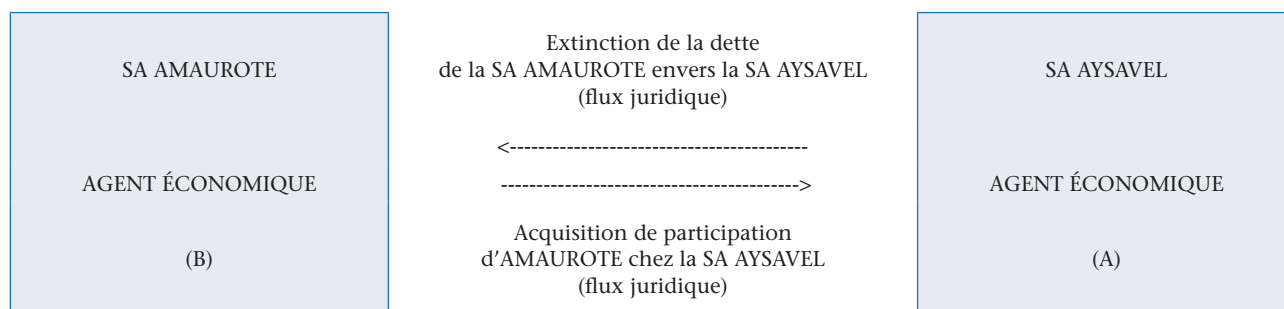 SA AMAUROTE
AGENT ÉCONOMIQUE
(B)
Extinction de la dette
de la SA AMAUROTE envers la SA AYSAVEL
(flux juridique)
<------------------------------------------
------------------------------------------>
Acquisition de participation
d’AMAUROTE chez la SA AYSAVEL
(flux juridique)
SA AYSAVEL
AGENT ÉCONOMIQUE
(A)